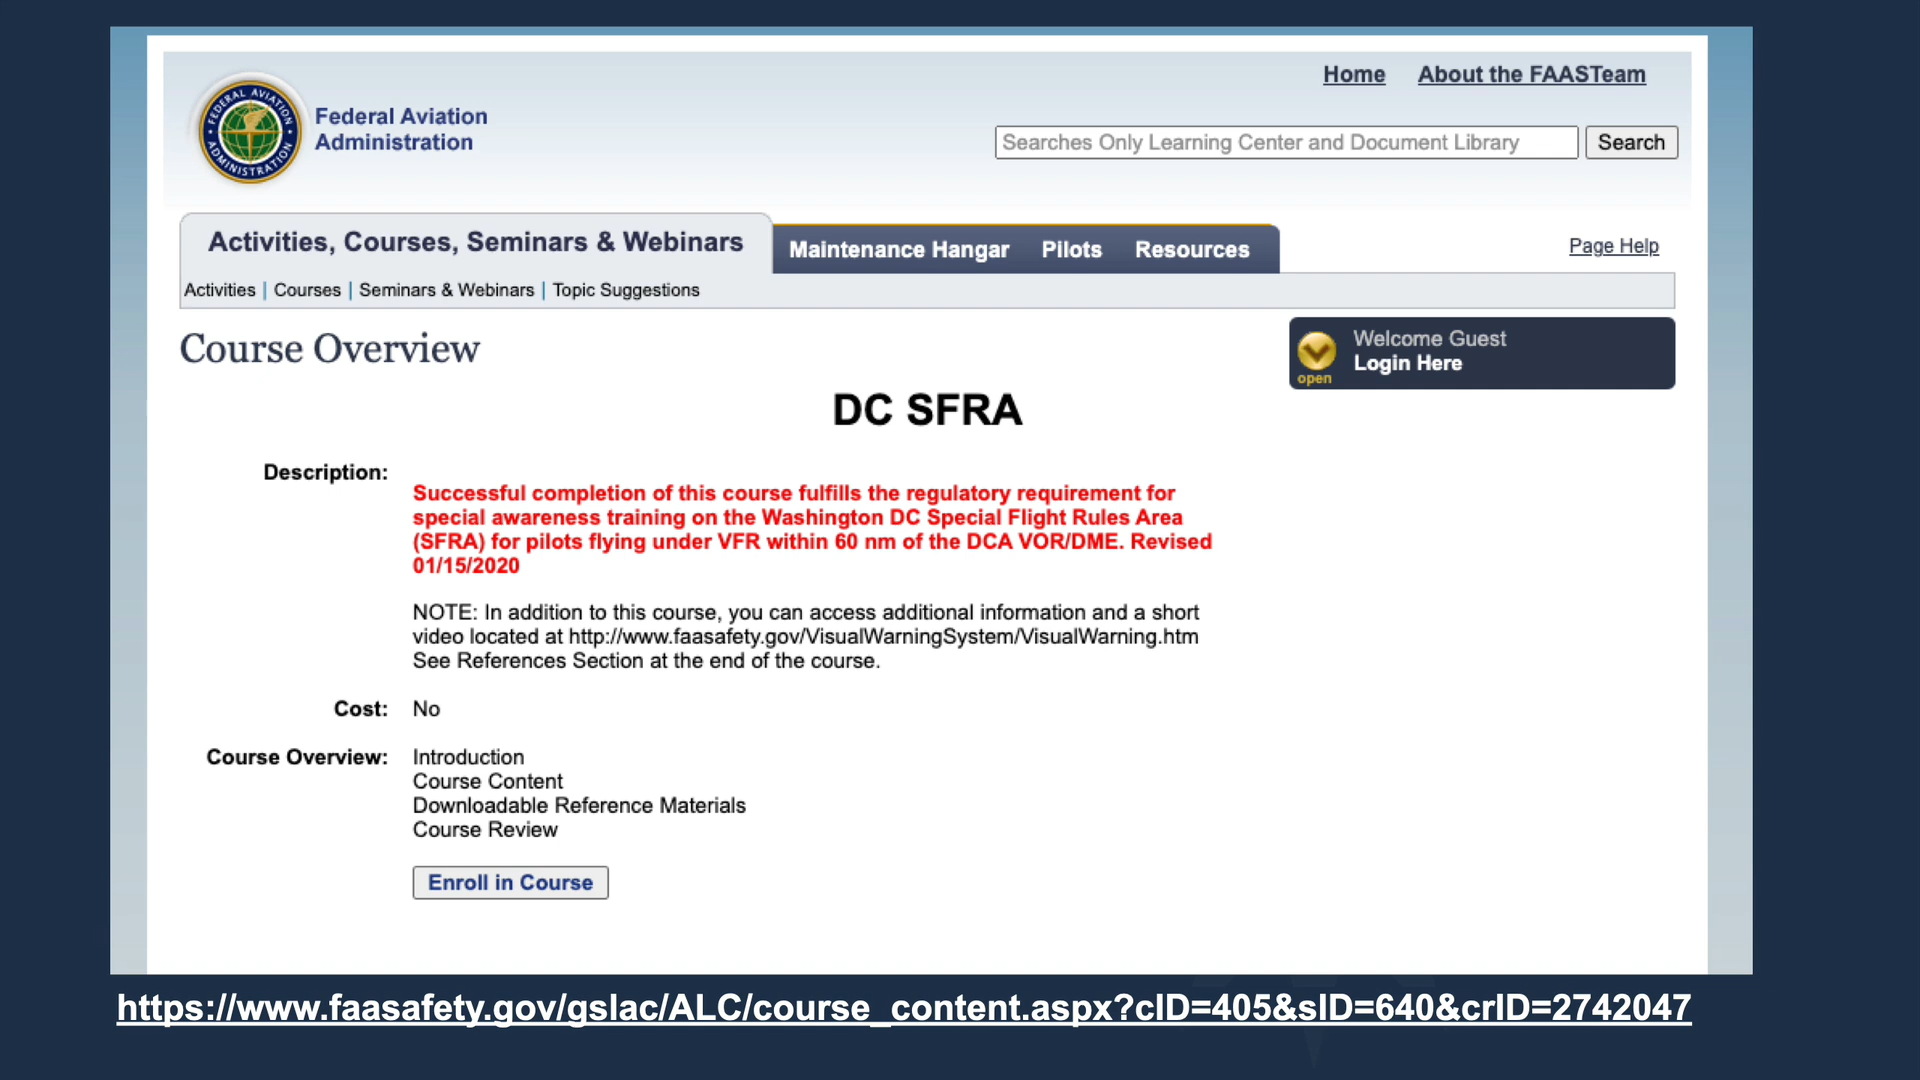 Home About the FAASTeam
FEDERAL AVIATION ADMINISTRATION
Federal Aviation
Administration
Searches Only Learning Center and Document Library Search
Activities, Courses, Seminars & Webinars Maintenance Hangar Pilots Resources Page Help
Activities | Courses | Seminars & Webinars | Topic Suggestions
Course Overview
Welcome Guest
Login Here
open
DC SFRA
Description:
Successful completion of this course fulfills the regulatory requirement for
special awareness training on the Washington DC Special Flight Rules Area
(SFRA) for pilots flying under VFR within 60 nm of the DCA VOR/DME. Revised
01/15/2020
NOTE: In addition to this course, you can access additional information and a short
video located at http://www.faasafety.gov/VisualWarningSystem/VisualWarning.htm
See References Section at the end of the course.
Cost: No
Course Overview: Introduction
Course Content
Downloadable Reference Materials
Course Review
Enroll in Course
https://www.faasafety.gov/gslac/ALC/course_content.aspx?cID=405&sID=640&crID=2742047